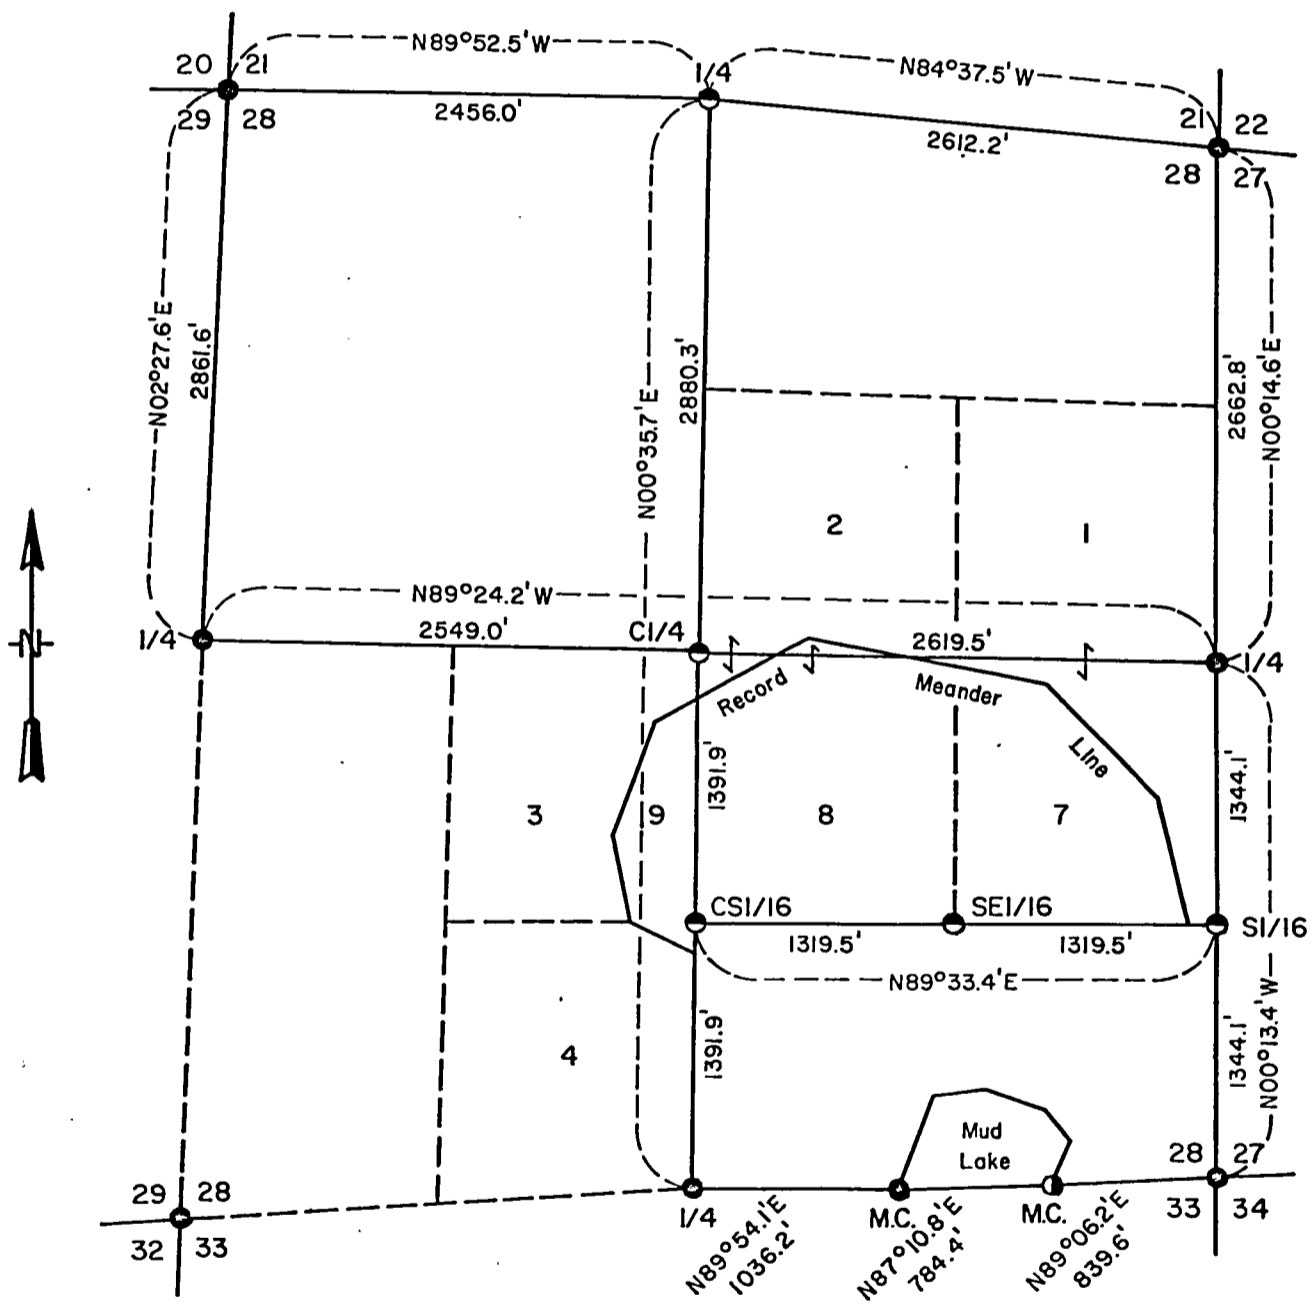 N89°52.5'W
N84°37.5'W
20 21
1/4
29 28
2456.0'
2612.2'
21 22
28 27
N02°27.6'E
2861.6'
N00°35.7'E
2880.3'
2662.8'
N00°14.6'E
2
1
N
N89°24.2'W
1/4
2549.0'
C1/4
2619.5'
1/4
Record
Meander
Line
1391.9'
1344.1'
3
9
8
7
CS1/16
SE1/16
S1/16
1319.5'
1319.5'
N89°33.4'E
4
1391.9'
1344.1'
N00°13.4'W
Mud
Lake
29 28
28 27
32 33
1/4
M.C.
M.C.
33 34
N89°54.1'E
1036.2'
N87°10.8'E
784.4'
N89°06.2'E
839.6'